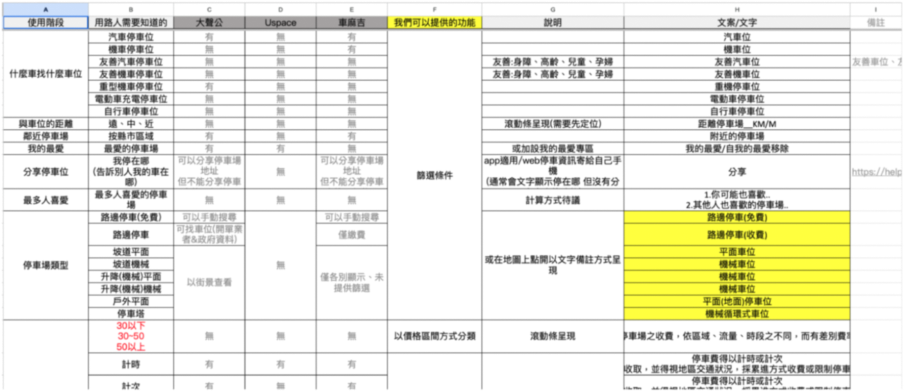 A B C D E F G H I
使用階段 用路人需要知道的 大聲公 Uspace 車麻吉 我們可以提供的功能 說明 文案/文字 備註
什麼車找什麼車位
汽車停車位 有 無 有 汽車位
機車停車位 有 無 有 機車位
友善汽車停車位 無 無 無 友善:身障、高齡、兒童、孕婦 友善汽車位
友善機車停車位 無 無 無 友善:身障、高齡、兒童、孕婦 友善機車位
重型機車停車位 有 無 無 重機停車位
電動車充電停車位 無 無 無 電動車停車位
自行車停車位 無 無 無 自行車停車位
與車位的距離 遠、中、近 無 無 無 滾動條呈現(需要先定位) 距離停車場__KM/M
鄰近停車場 按縣市區域 有 無 有 附近的停車場
我的最愛 最愛的停車場 有 有 無 或加設我的最愛專區 我的最愛/自我的最愛移除
分享停車位
我停在哪
(告訴別人我的車在哪)
可以分享停車場
地址
但不能分享停車
無
可以分享停車場
地址
但不能分享停車
app適用/web停車資訊寄給自己手機
(通常會文字顯示停在哪 但沒有分
分享
https://help
篩選條件
最多人喜愛 最多人喜愛的停車場 無 無 無 計算方式待議
1.你可能也喜歡..
2.其他人也喜歡的停車場..
停車場類型
路邊停車(免費) 可以手動搜尋 可以手動搜尋 路邊停車(免費)
路邊停車
可找車位(開單業
者&政府資料)
僅繳費
路邊停車(收費)
坡道平面 平面車位
坡道機械 機械車位
升降(機械)平面 機械車位
升降(機械)機械 機械車位
戶外平面 平面(地面)停車位
停車塔 機械循環式車位
以街景查看
無
僅各別顯示、未
提供篩選
或在地圖上點開以文字備註方式呈
現
30以下
30-50
50以上
無 無 無 以價格區間方式分類 滾動條呈現
停車場之收費，依區域、流量、時段之不同，而有差別費率
計時 有 有 有
停車費得以計時或計次
收取，並得視地區交通狀況，採累進方式收費或限制停車
計次 有 無 有
停車費得以計時或計次